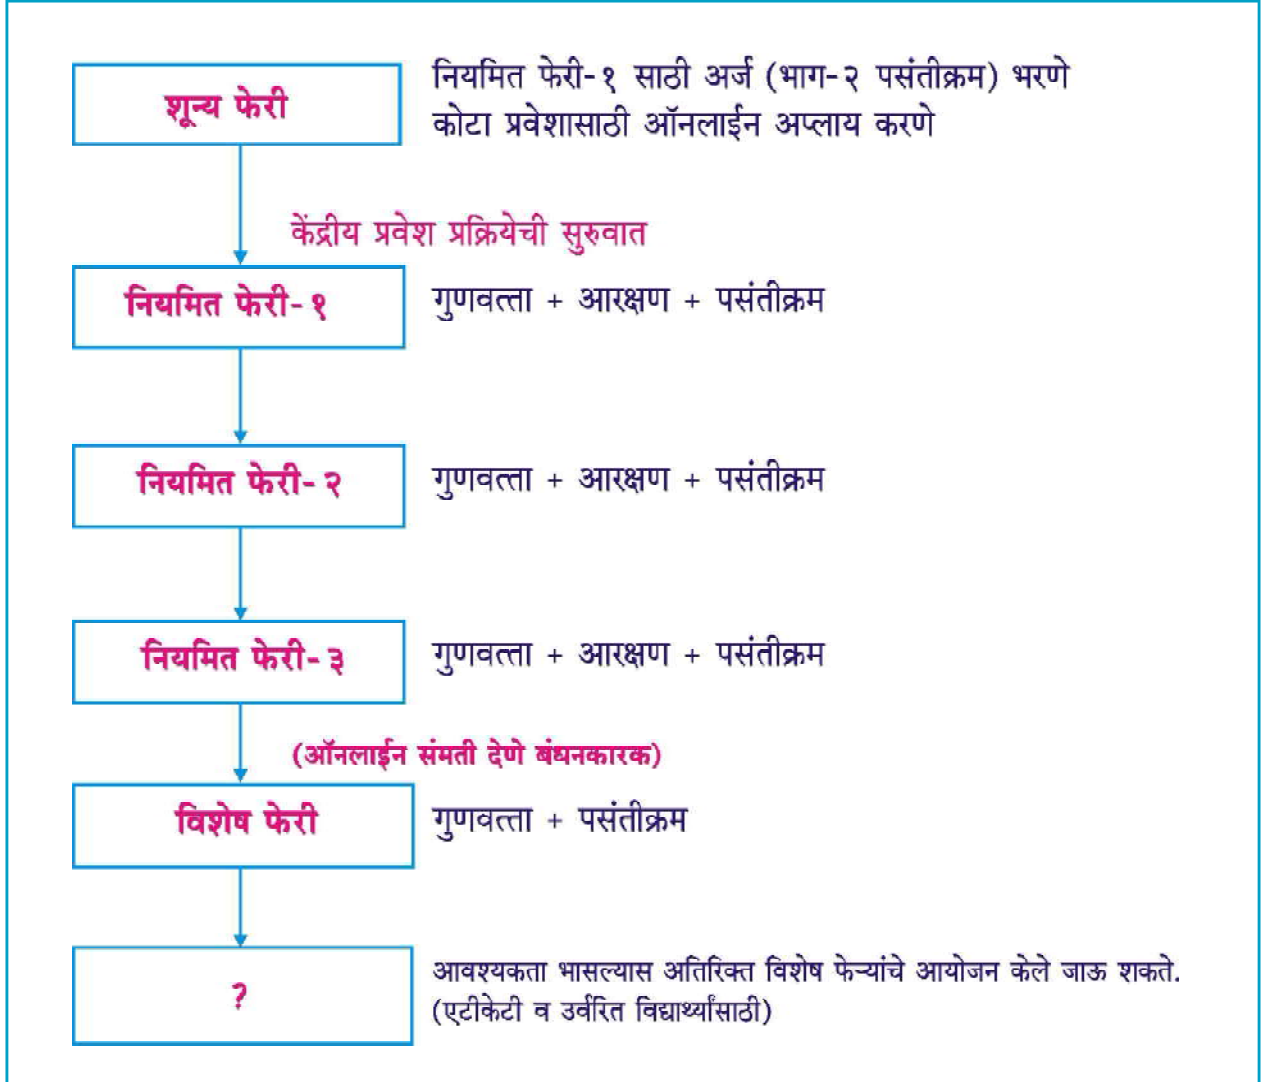 शून्य फेरी
नियमित फेरी-१ साठी अर्ज (भाग-२ पसंतीक्रम) भरणे
कोटा प्रवेशासाठी ऑनलाईन अप्लाय करणे
केंद्रीय प्रवेश प्रक्रियेची सुरुवात
नियमित फेरी-१
गुणवत्ता + आरक्षण + पसंतीक्रम
नियमित फेरी-२
गुणवत्ता + आरक्षण + पसंतीक्रम
नियमित फेरी-३
गुणवत्ता + आरक्षण + पसंतीक्रम
(ऑनलाईन संमती देणे बंधनकारक)
विशेष फेरी
गुणवत्ता + पसंतीक्रम
?
आवश्यकता भासल्यास अतिरिक्त विशेष फेऱ्यांचे आयोजन केले जाऊ शकते.
(एटीकेटी व उर्वरित विद्यार्थ्यांसाठी)